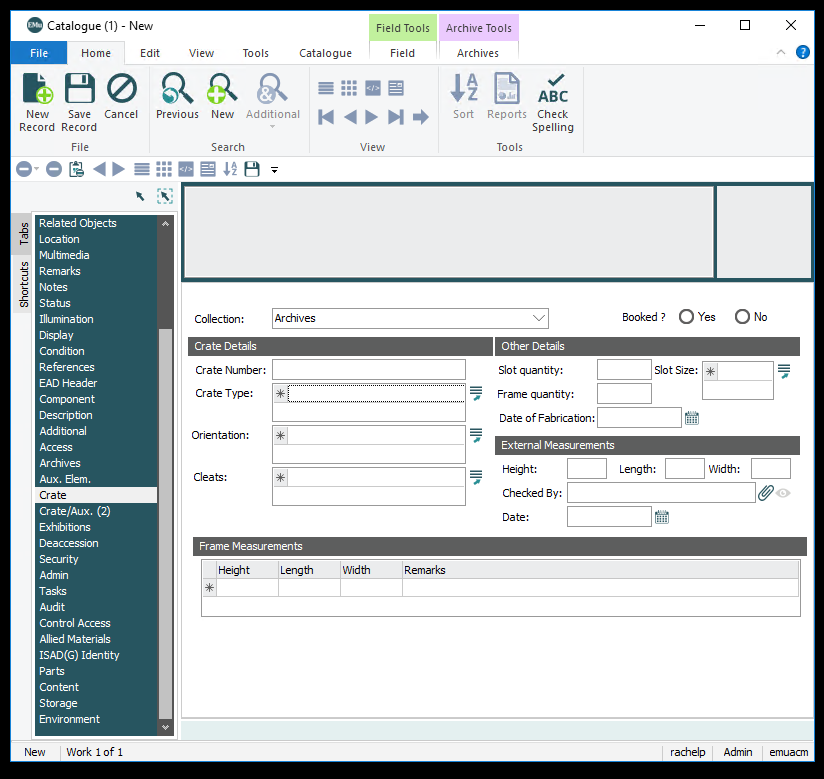 EMu Catalogue (1) - New
Field Tools Archive Tools
File Home Edit View Tools Catalogue Field Archives
New Record
Save Record
Cancel
Previous
New
Additional
Sort
Reports
ABC
Check Spelling
File Search View Tools
Tabs
Shortcuts
Related Objects
Location
Multimedia
Remarks
Notes
Status
Illumination
Display
Condition
References
EAD Header
Component
Description
Additional
Access
Archives
Aux. Elem.
Crate
Crate/Aux. (2)
Exhibitions
Deaccession
Security
Admin
Tasks
Audit
Control Access
Allied Materials
ISAD(G) Identity
Parts
Content
Storage
Environment
Collection: Archives Booked ? Yes No
Crate Details
Crate Number:
Crate Type:
Orientation:
Cleats:
Other Details
Slot quantity: Slot Size:
Frame quantity:
Date of Fabrication:
External Measurements
Height: Length: Width:
Checked By:
Date:
Frame Measurements
Height Length Width Remarks
New Work 1 of 1 rachelp Admin emuacm